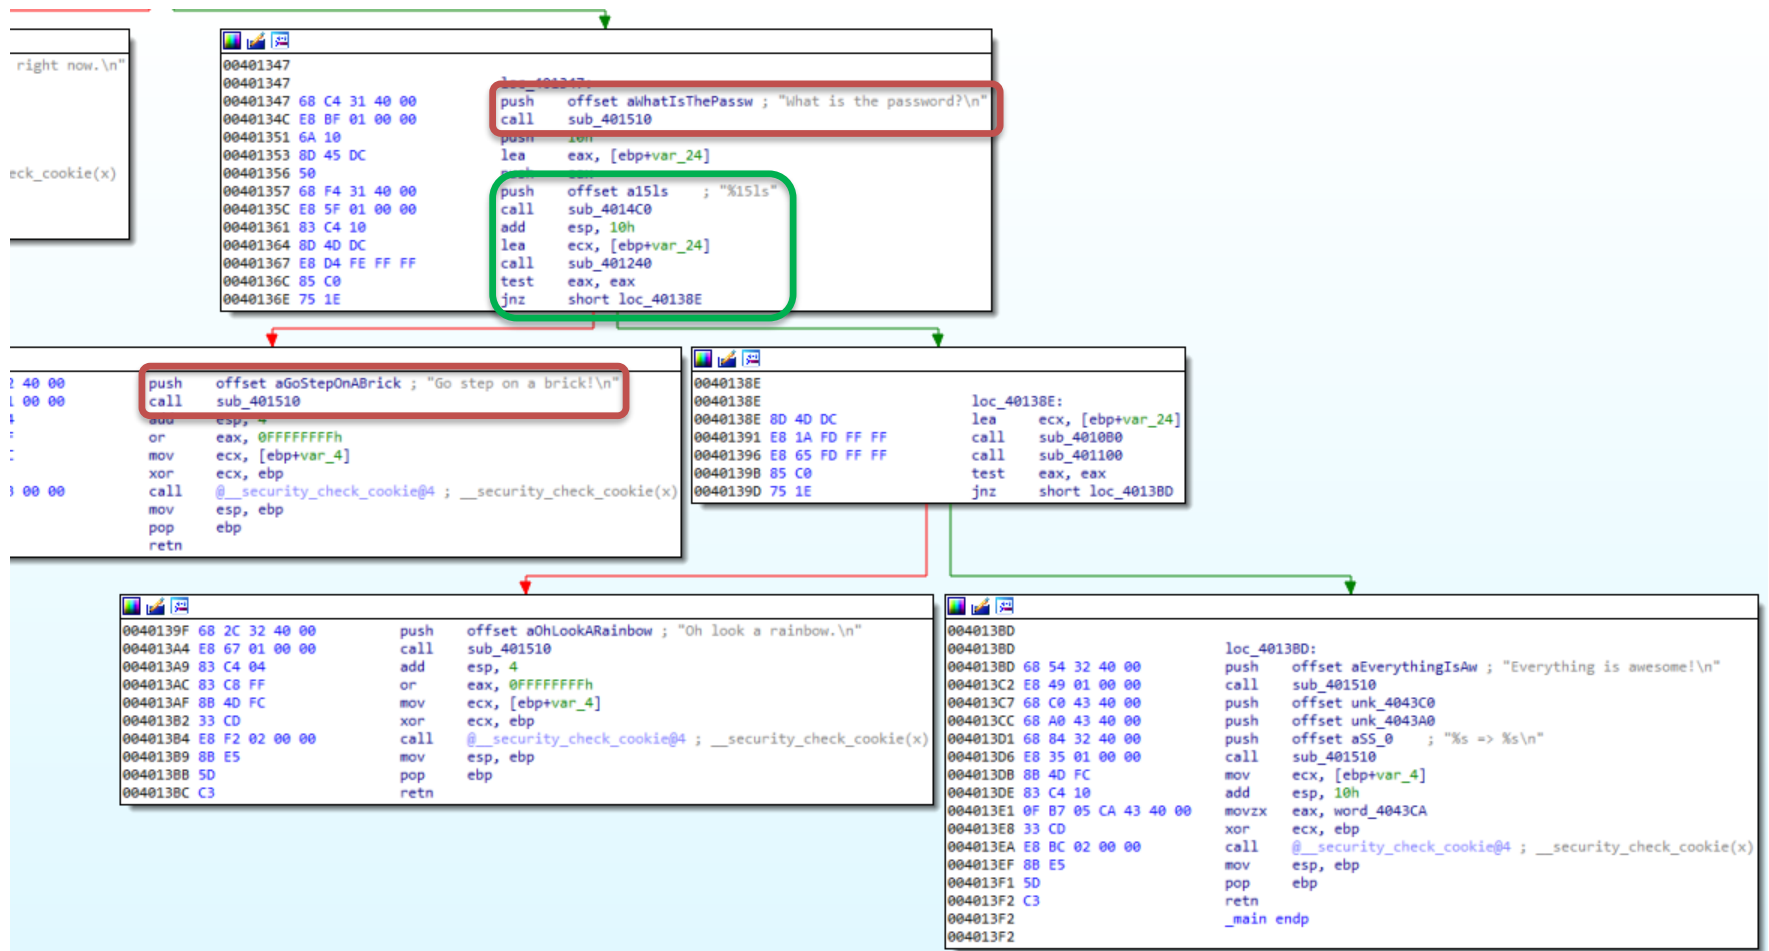 right now.\n"
eck_cookie(x)
00401347
00401347 loc_401347:
00401347 68 C4 31 40 00 push offset aWhatIsThePassw ; "What is the password?\n"
0040134C E8 BF 01 00 00 call sub_401510
00401351 6A 10 push 10h
00401353 8D 45 DC lea eax, [ebp+var_24]
00401356 50
00401357 68 F4 31 40 00 push offset a15ls ; "%15ls"
0040135C E8 5F 01 00 00 call sub_4014C0
00401361 83 C4 10 add esp, 10h
00401364 8D 4D DC lea ecx, [ebp+var_24]
00401367 E8 D4 FE FF FF call sub_401240
0040136C 85 C0 test eax, eax
0040136E 75 1E jnz short loc_40138E
40 00 push offset aGoStepOnABrick ; "Go step on a brick!\n"
00 00 call sub_401510
add esp, 4
or eax, 0FFFFFFFFh
mov ecx, [ebp+var_4]
xor ecx, ebp
00 00 call @__security_check_cookie@4 ; __security_check_cookie(x)
mov esp, ebp
pop ebp
retn
0040138E
0040138E loc_40138E:
0040138E 8D 4D DC lea ecx, [ebp+var_24]
00401391 E8 1A FD FF FF call sub_4010B0
00401396 E8 65 FD FF FF call sub_401100
0040139B 85 C0 test eax, eax
0040139D 75 1E jnz short loc_4013BD
0040139F 68 2C 32 40 00 push offset aOhLookARainbow ; "Oh look a rainbow.\n"
004013A4 E8 67 01 00 00 call sub_401510
004013A9 83 C4 04 add esp, 4
004013AC 83 C8 FF or eax, 0FFFFFFFFh
004013AF 8B 4D FC mov ecx, [ebp+var_4]
004013B2 33 CD xor ecx, ebp
004013B4 E8 F2 02 00 00 call @__security_check_cookie@4 ; __security_check_cookie(x)
004013B9 8B E5 mov esp, ebp
004013BB 5D pop ebp
004013BC C3 retn
004013BD
004013BD loc_4013BD:
004013BD 68 54 32 40 00 push offset aEverythingIsAw ; "Everything is awesome!\n"
004013C2 E8 49 01 00 00 call sub_401510
004013C7 68 C0 43 40 00 push offset unk_4043C0
004013CC 68 A0 43 40 00 push offset unk_4043A0
004013D1 68 84 32 40 00 push offset aSS_0 ; "%s => %s\n"
004013D6 E8 35 01 00 00 call sub_401510
004013DB 8B 4D FC mov ecx, [ebp+var_4]
004013DE 83 C4 10 add esp, 10h
004013E1 0F B7 05 CA 43 40 00 movzx eax, word_4043CA
004013E8 33 CD xor ecx, ebp
004013EA E8 BC 02 00 00 call @__security_check_cookie@4 ; __security_check_cookie(x)
004013EF 8B E5 mov esp, ebp
004013F1 5D pop ebp
004013F2 C3 retn
004013F2 _main endp
004013F2